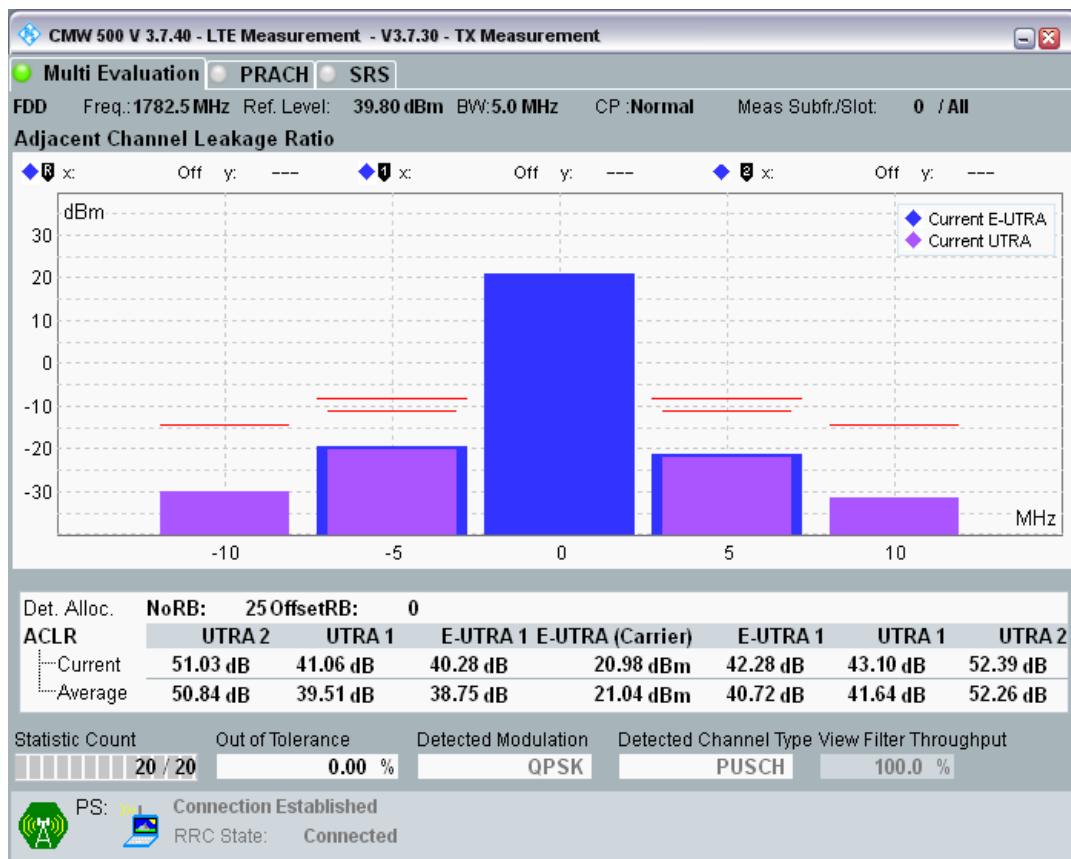 CMW 500 V 3.7.40 - LTE Measurement - V3.7.30 - TX Measurement
Multi Evaluation PRACH SRS
FDD Freq.:1782.5 MHz Ref. Level: 39.80 dBm BW:5.0 MHz CP :Normal Meas Subfr./Slot: 0 / All
Adjacent Channel Leakage Ratio
R x: Off y: --- 1 x: Off y: --- 2 x: Off y: ---
dBm
Current E-UTRA
Current UTRA
30
20
10
0
-10
-20
-30
MHz
-10 -5 0 5 10
Det. Alloc. NoRB: 25 OffsetRB: 0
ACLR UTRA 2 UTRA 1 E-UTRA 1 E-UTRA (Carrier) E-UTRA 1 UTRA 1 UTRA 2
Current 51.03 dB 41.06 dB 40.28 dB 20.98 dBm 42.28 dB 43.10 dB 52.39 dB
Average 50.84 dB 39.51 dB 38.75 dB 21.04 dBm 40.72 dB 41.64 dB 52.26 dB
Statistic Count Out of Tolerance Detected Modulation Detected Channel Type View Filter Throughput
20 / 20 0.00 % QPSK PUSCH 100.0 %
PS: Connection Established
RRC State: Connected